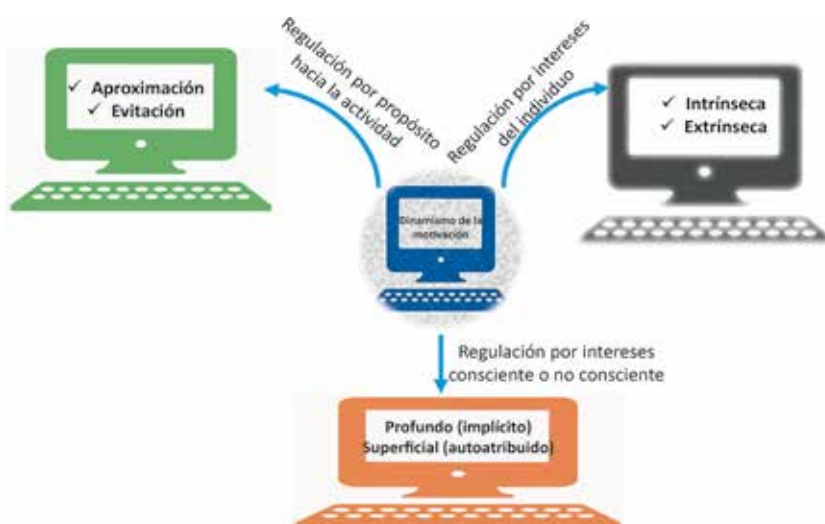 Regulación por propósito
hacia la actividad
Regulación por intereses
del individuo
✓ Aproximación
✓ Evitación
✓ Intrínseca
✓ Extrínseca
Dinamismo de la
motivación
Regulación por intereses
consciente o no consciente
Profundo (implícito)
Superficial (autoatribuido)